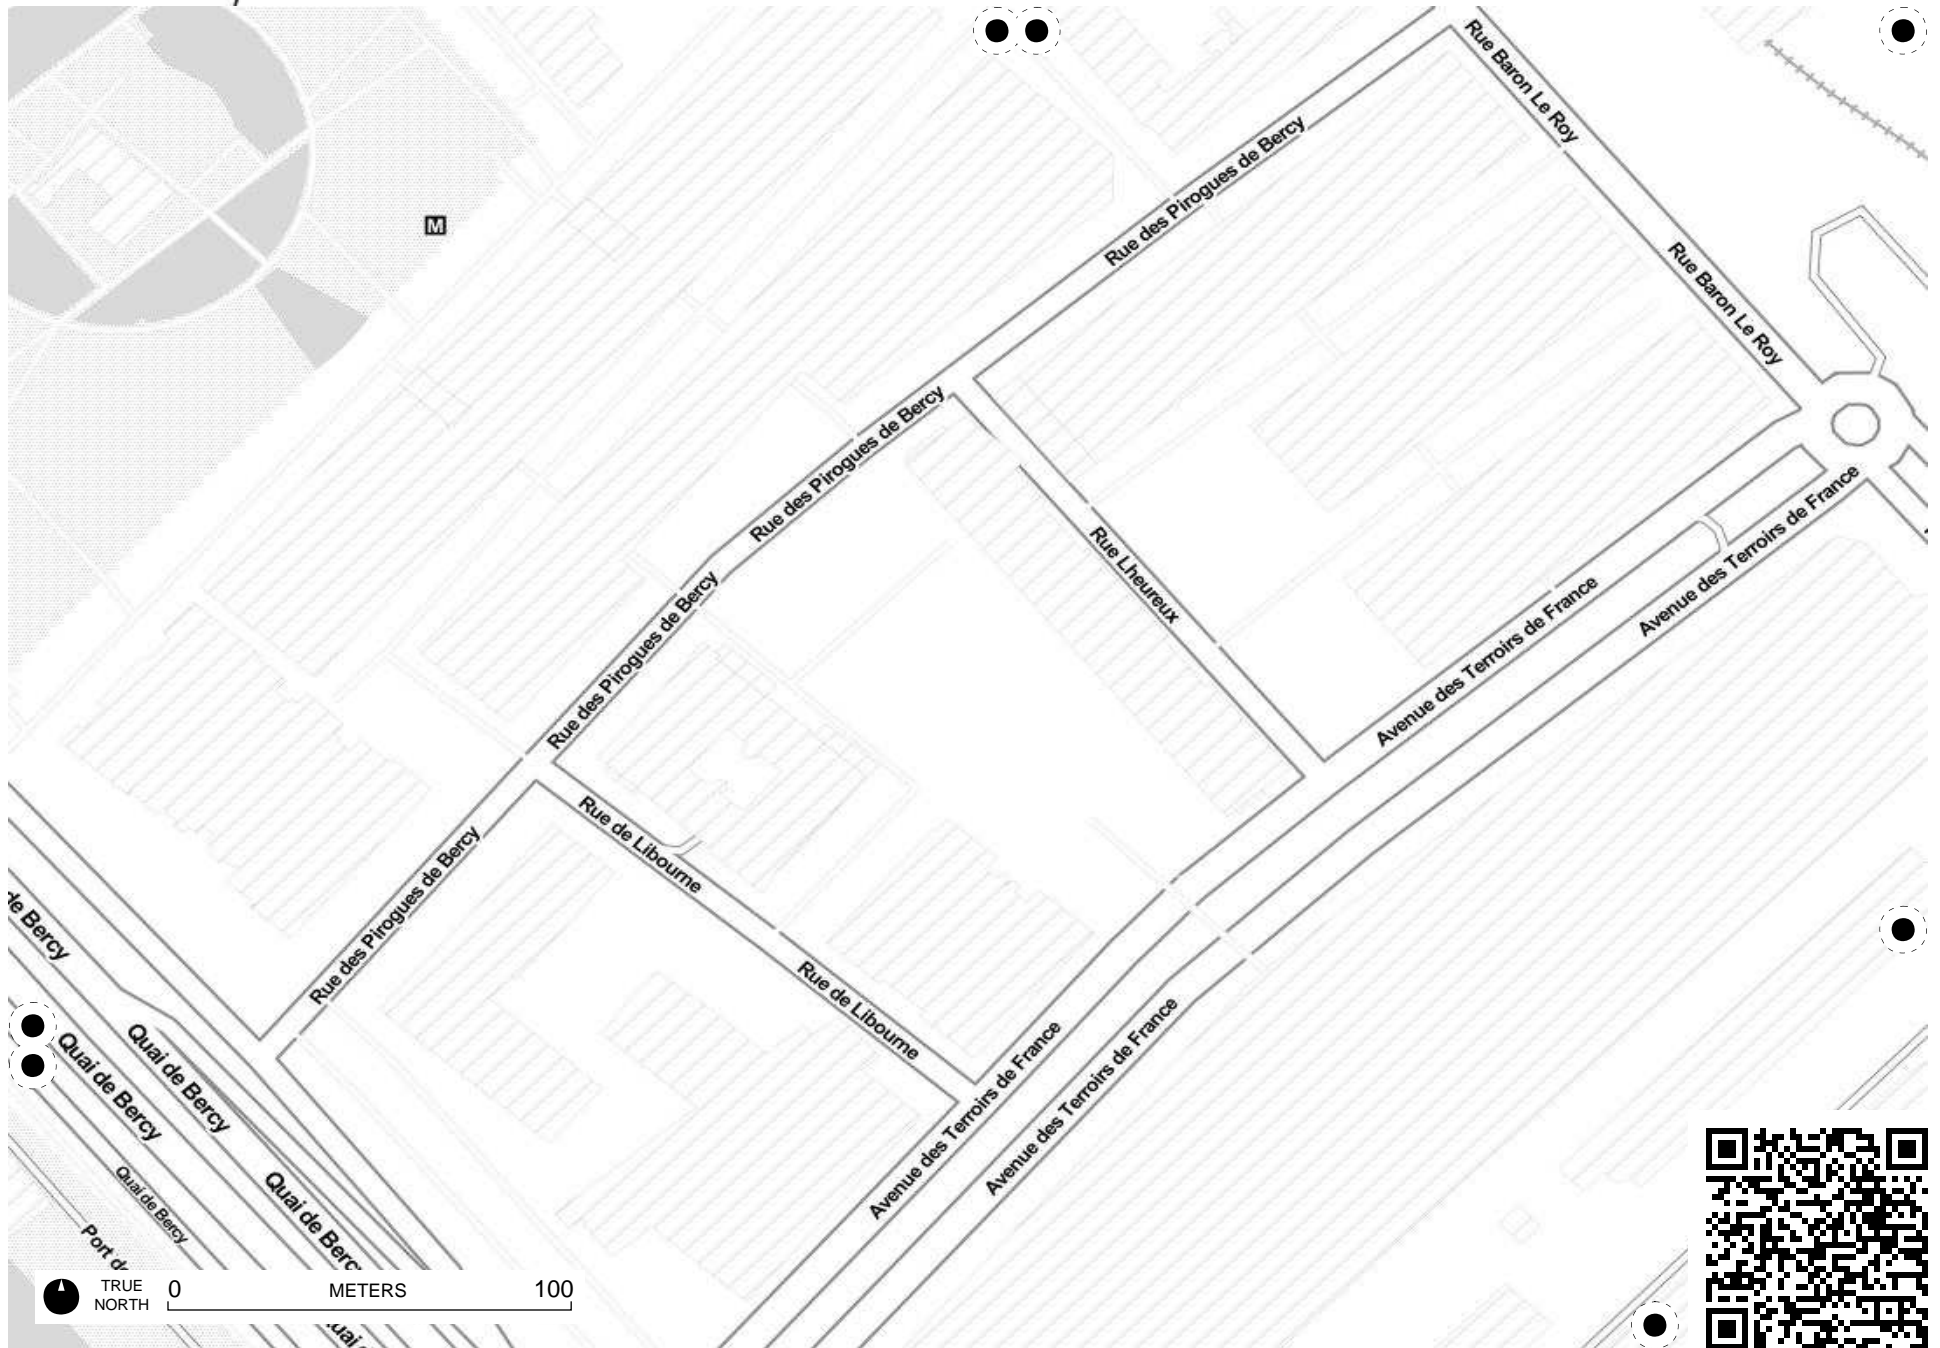 Rue Baron Le Roy
Rue des Pirogues de Bercy
M
Rue Baron Le Roy
Rue des Pirogues de Bercy
Rue Lheureux
Avenue des Terroirs de France
Avenue des Terroirs de France
Rue des Pirogues de Bercy
Rue de Libourne
Rue des Pirogues de Bercy
de Bercy
Rue de Libourne
Quai de Bercy
Quai de Bercy
Avenue des Terroirs de France
Avenue des Terroirs de France
Quai de Bercy
Quai de Bercy
Port de
TRUE
NORTH
0 METERS 100